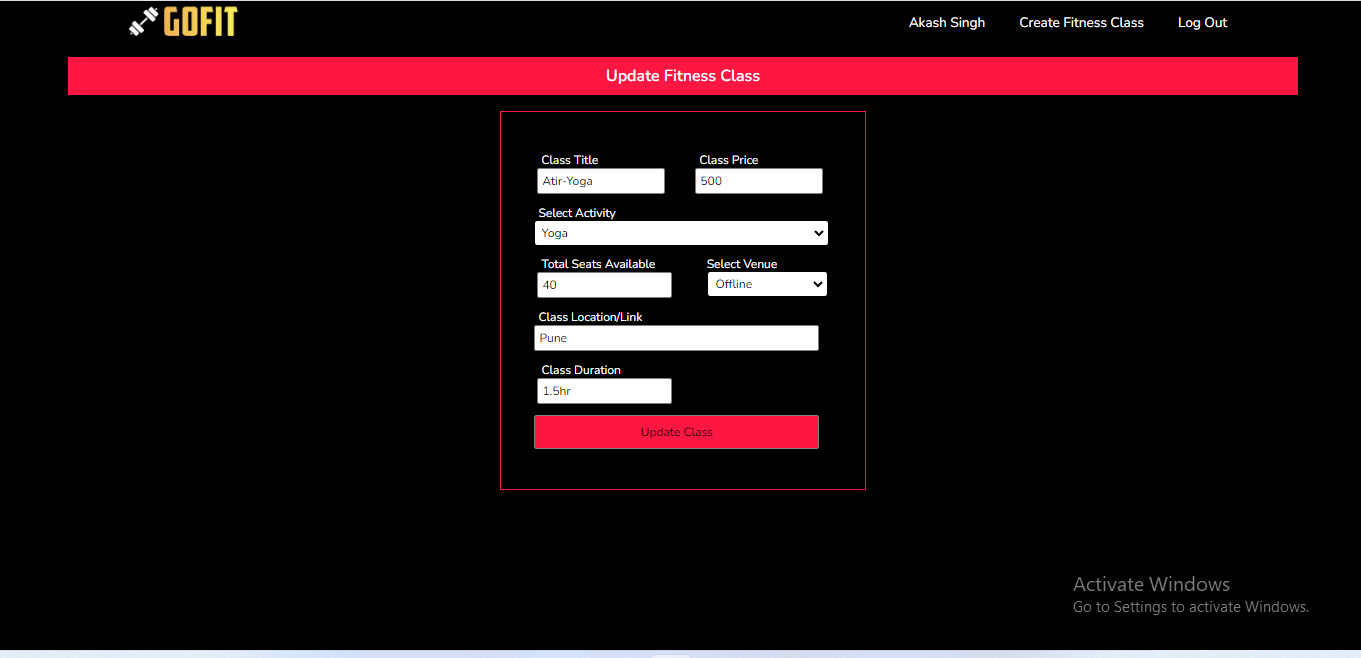 GOFIT
Akash Singh Create Fitness Class Log Out
Update Fitness Class
Class Title Class Price
Atir-Yoga 500
Select Activity
Yoga
Total Seats Available Select Venue
40 Offline
Class Location/Link
Pune
Class Duration
1.5hr
Update Class
Activate Windows
Go to Settings to activate Windows.